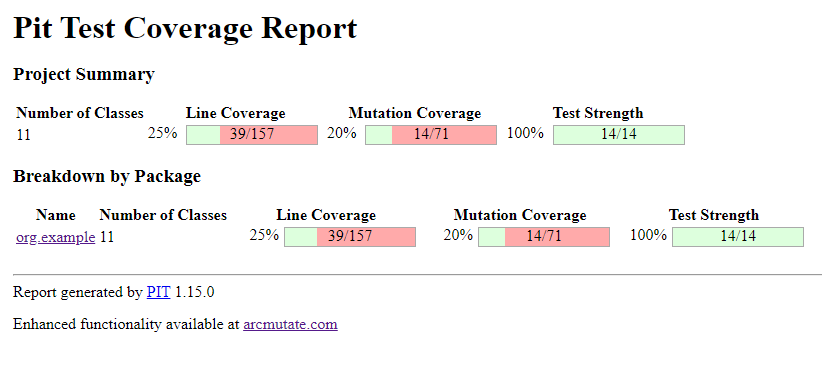 Pit Test Coverage Report
Project Summary
Number of Classes Line Coverage Mutation Coverage Test Strength
11 25% 39/157 20% 14/71 100% 14/14
Breakdown by Package
Name Number of Classes Line Coverage Mutation Coverage Test Strength
org.example 11 25% 39/157 20% 14/71 100% 14/14
Report generated by PIT 1.15.0
Enhanced functionality available at arcmutate.com